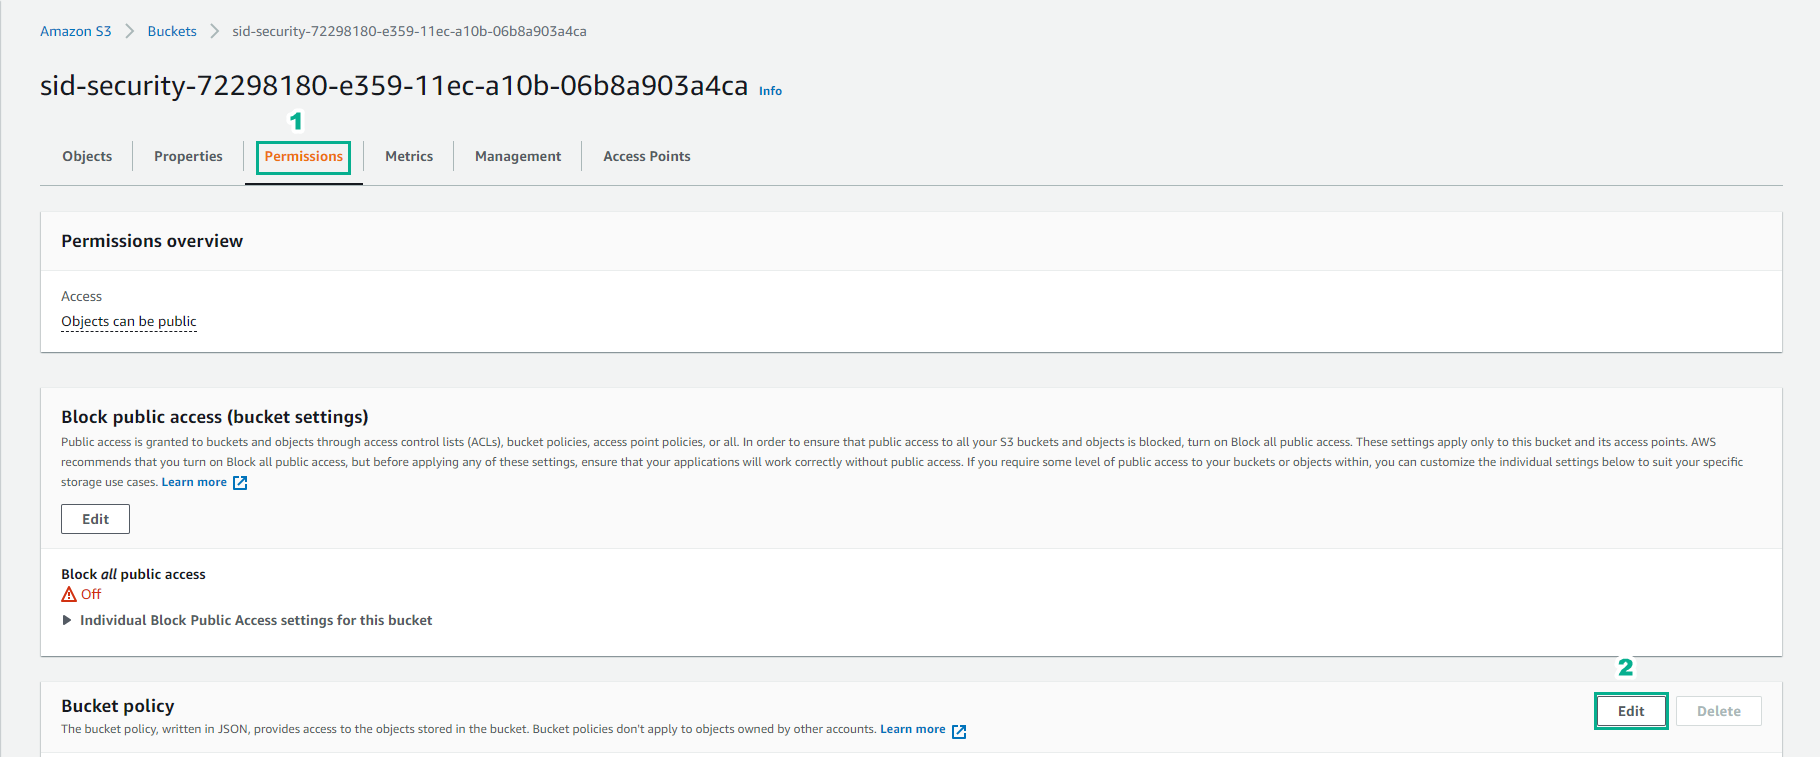 Amazon S3 > Buckets > sid-security-72298180-e359-11ec-a10b-06b8a903a4ca
sid-security-72298180-e359-11ec-a10b-06b8a903a4ca Info
1
Objects Properties Permissions Metrics Management Access Points
Permissions overview
Access
Objects can be public
Block public access (bucket settings)
Public access is granted to buckets and objects through access control lists (ACLs), bucket policies, access point policies, or all. In order to ensure that public access to all your S3 buckets and objects is blocked, turn on Block all public access. These settings apply only to this bucket and its access points. AWS
recommends that you turn on Block all public access, but before applying any of these settings, ensure that your applications will work correctly without public access. If you require some level of public access to your buckets or objects within, you can customize the individual settings below to suit your specific
storage use cases. Learn more
Edit
Block all public access
Off
Individual Block Public Access settings for this bucket
2
Bucket policy
Edit Delete
The bucket policy, written in JSON, provides access to the objects stored in the bucket. Bucket policies don't apply to objects owned by other accounts. Learn more